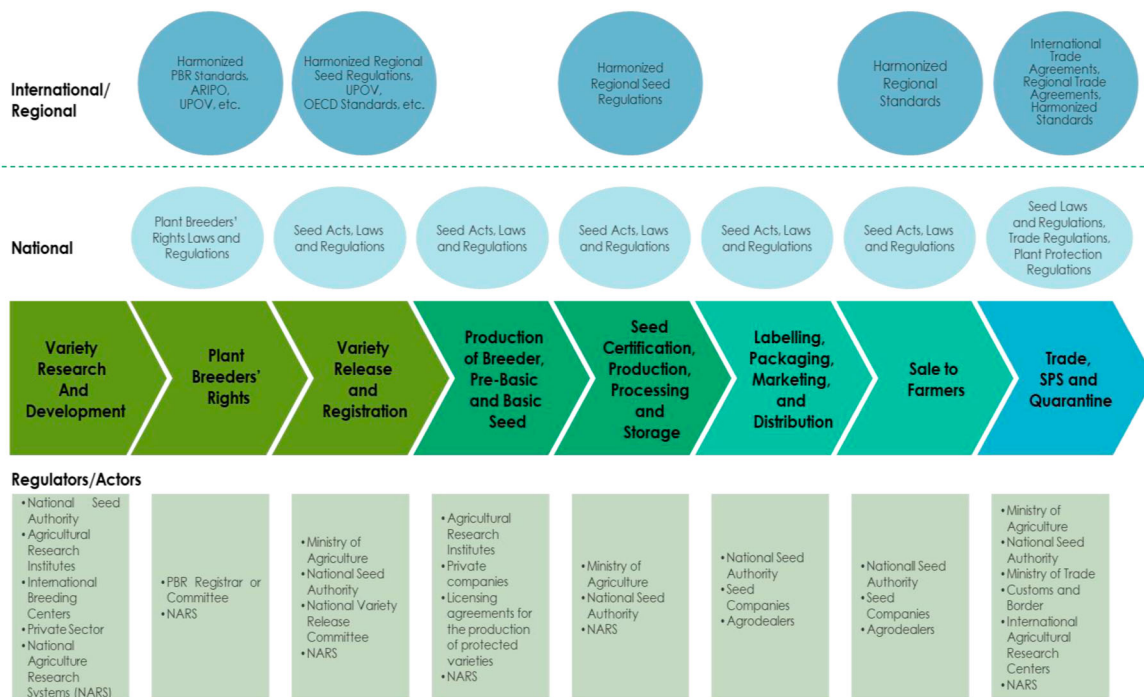 International/
Regional
Harmonized
PBR Standards,
ARIPO,
UPOV, etc.
Harmonized Regional
Seed Regulations,
UPOV,
OECD Standards, etc.
Harmonized
Regional Seed
Regulations
Harmonized
Regional
Standards
International
Trade
Agreements,
Regional Trade
Agreements,
Harmonized
Standards
National
Plant Breeders'
Rights Laws and
Regulations
Seed Acts, Laws
and Regulations
Seed Acts, Laws
and Regulations
Seed Acts, Laws
and Regulations
Seed Acts, Laws
and Regulations
Seed Acts, Laws
and Regulations
Seed Laws
and Regulations,
Trade Regulations,
Plant Protection
Regulations
Variety
Research
And
Development
Plant
Breeders'
Rights
Variety
Release
and
Registration
Production
of Breeder,
Pre-Basic
and Basic
Seed
Seed
Certification,
Production,
Processing
and
Storage
Labelling,
Packaging,
Marketing,
and
Distribution
Sale to
Farmers
Trade,
SPS and
Quarantine
Regulators/Actors
•National Seed
Authority
•Agricultural
Research
Institutes
•International
Breeding
Centers
•Private Sector
•National
Agriculture
Research
Systems (NARS)
•PBR Registrar or
Committee
•NARS
•Ministry of
Agriculture
•National Seed
Authority
•National Variety
Release
Committee
•NARS
•Agricultural
Research
Institutes
•Private
companies
•Licensing
agreements for
the production
of protected
varieties
•NARS
•Ministry of
Agriculture
•National Seed
Authority
•NARS
•National Seed
Authority
•Seed
Companies
•Agrodealers
•Nationall Seed
Authority
•Seed
Companies
•Agrodealers
•Ministry of
Agriculture
•National Seed
Authority
•Ministry of Trade
•Customs and
Border
•International
Agricultural
Research
Centers
•NARS